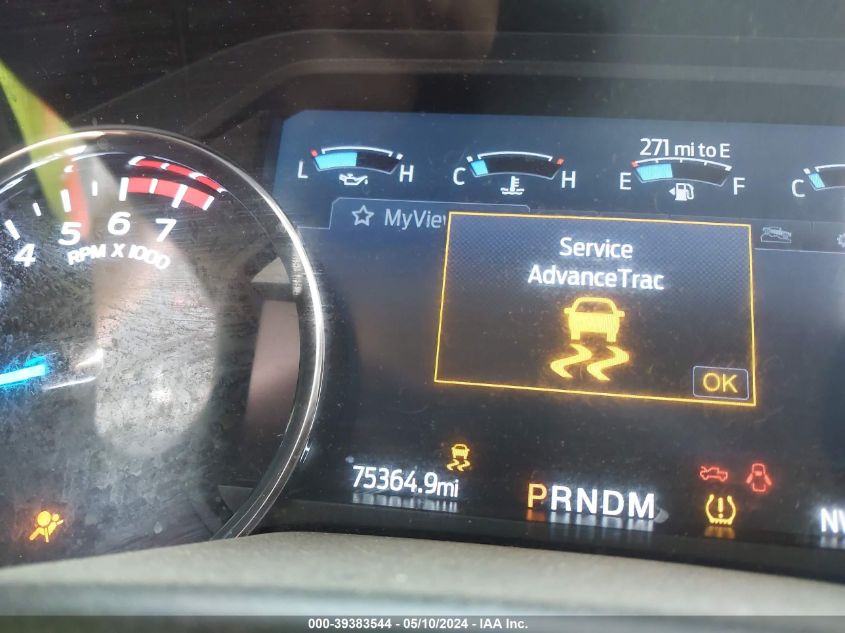 271 mi to E
L H C H E F C
MyView
Service
AdvanceTrac
OK
4 5 6 7
RPM X 1000
75364.9mi
PRNDM
000-39383544 - 05/10/2024 - IAA Inc.